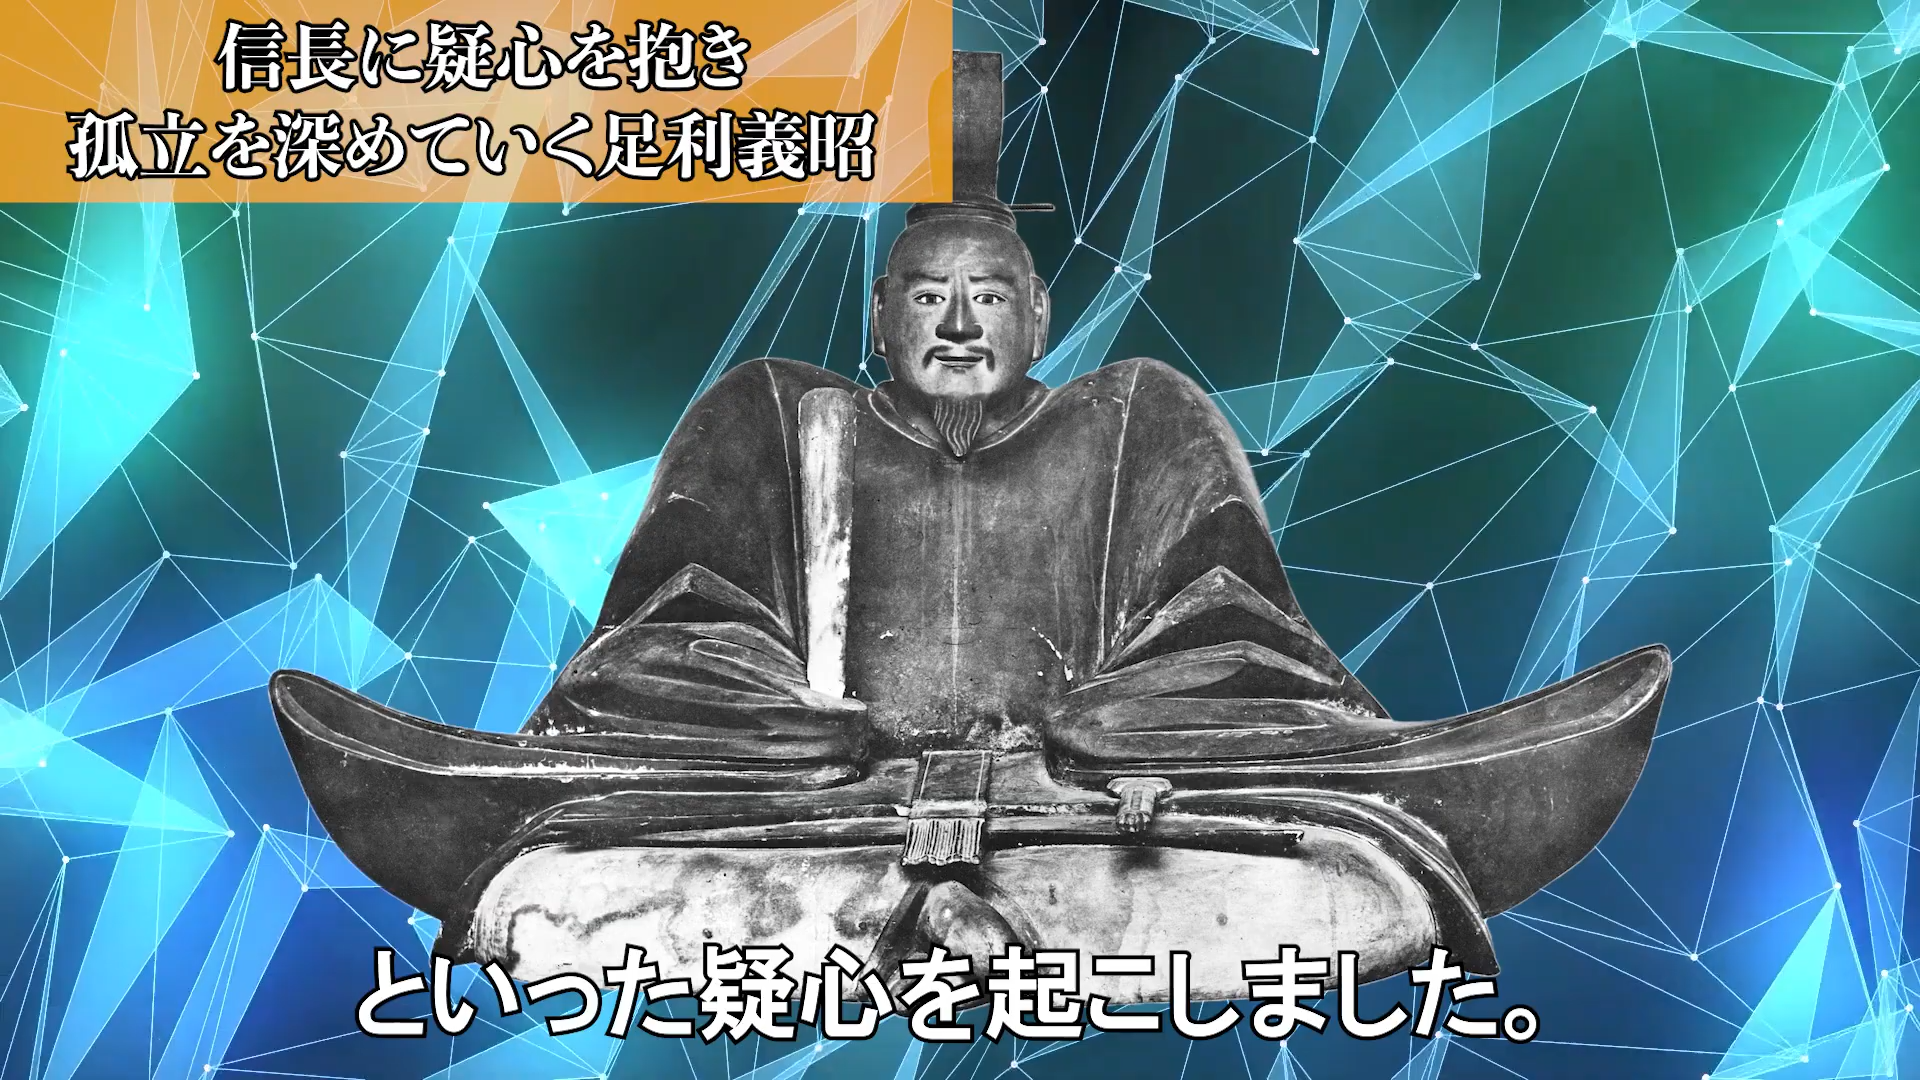 信長に疑心を抱き
孤立を深めていく足利義昭
といった疑心を起こしました。